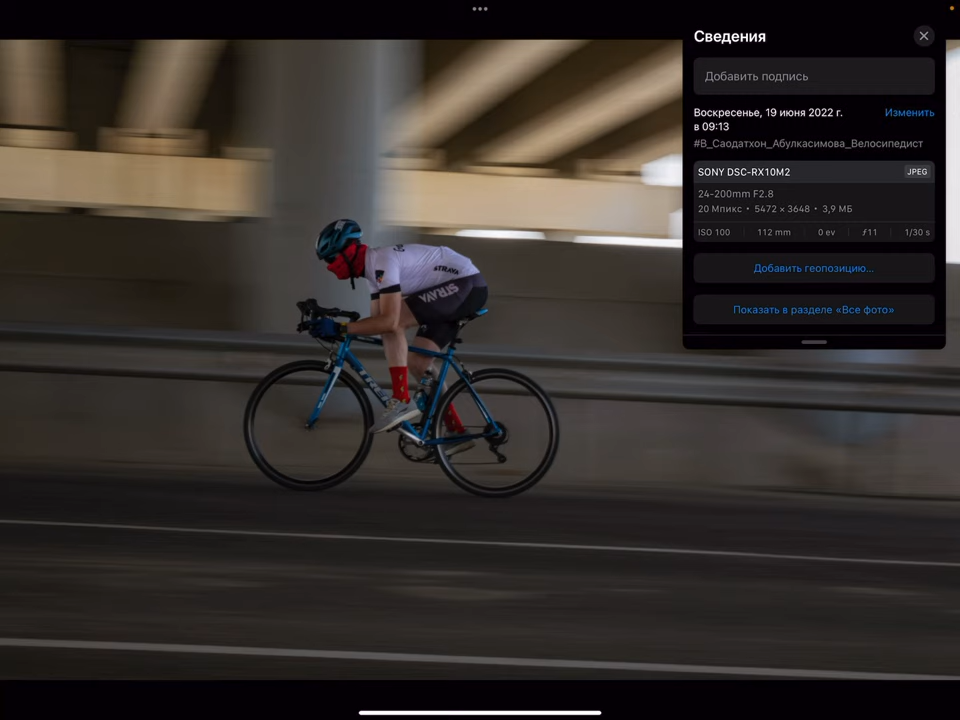 Сведения
Добавить подпись
Воскресенье, 19 июня 2022 г.
в 09:13
Изменить
#В_Саодатхон_Абулкасимова_Велосипедист
SONY DSC-RX10M2
JPEG
24-200mm F2.8
20 Мпикс • 5472 × 3648 • 3,9 МБ
ISO 100 112 mm 0 ev ƒ11 1/30 s
Добавить геопозицию...
Показать в разделе «Все фото»
STRAVA
STRAVA
TREK